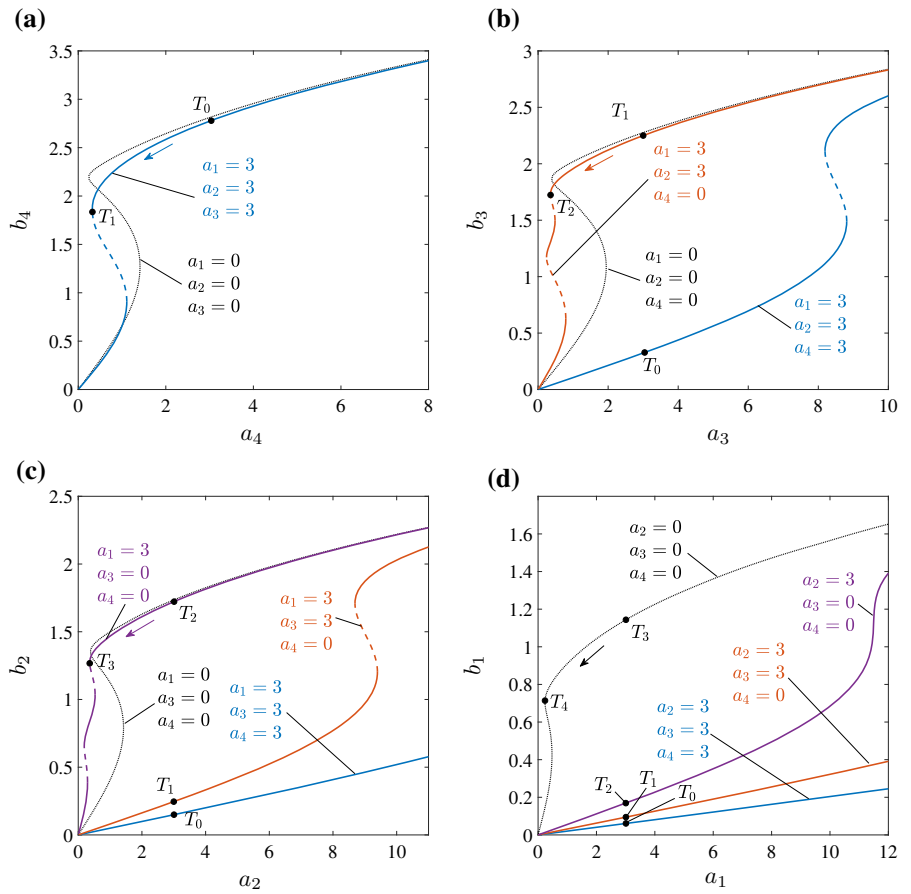 (a)
3.5
3
2.5
2
1.5
1
0.5
0
0 2 4 6 8
b4
a4
T0
T1
a1 = 3
a2 = 3
a3 = 3
a1 = 0
a2 = 0
a3 = 0
(b)
3
2.5
2
1.5
1
0.5
0
0 2 4 6 8 10
b3
a3
T1
a1 = 3
a2 = 3
a4 = 0
T2
a1 = 0
a2 = 0
a4 = 0
a1 = 3
a2 = 3
a4 = 3
T0
(c)
2.5
2
1.5
1
0.5
0
0 2 4 6 8 10
b2
a2
a1 = 3
a3 = 0
a4 = 0
T2
T3
a1 = 3
a3 = 3
a4 = 0
a1 = 0
a3 = 0
a4 = 0
a1 = 3
a3 = 3
a4 = 3
T1
T0
(d)
1.6
1.4
1.2
1
0.8
0.6
0.4
0.2
0
0 2 4 6 8 10 12
b1
a1
a2 = 0
a3 = 0
a4 = 0
T3
T4
a2 = 3
a3 = 0
a4 = 0
a2 = 3
a3 = 3
a4 = 0
a2 = 3
a3 = 3
a4 = 3
T2
T1
T0